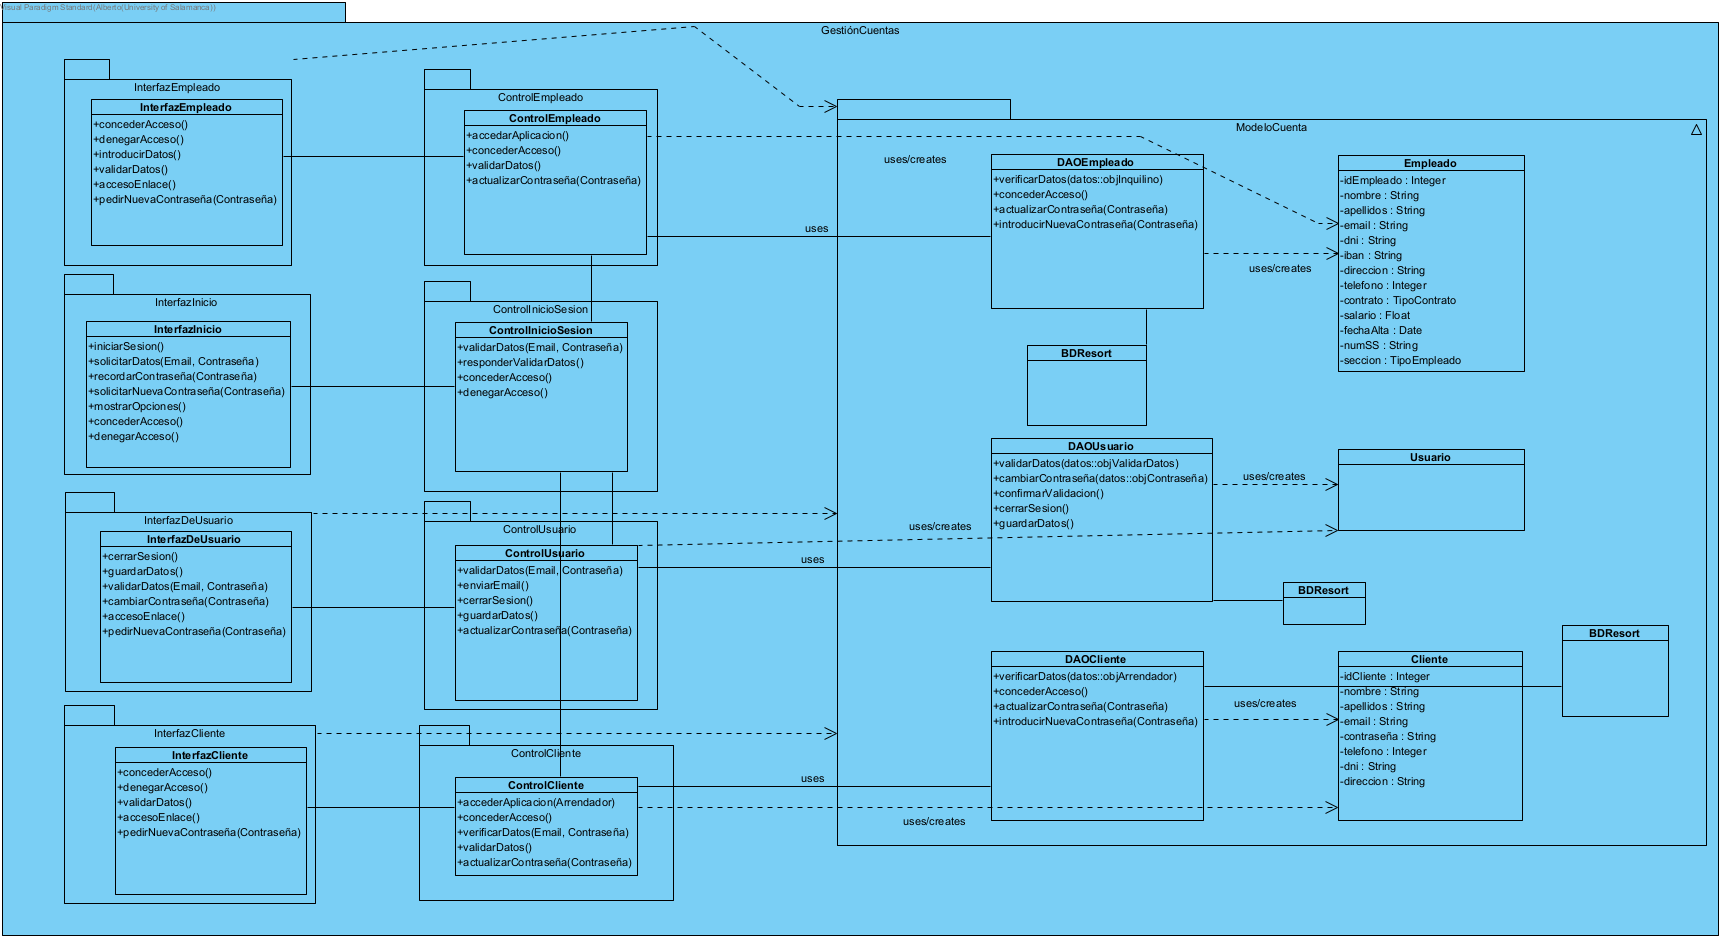 Visual Paradigm Standard(Alberto(University of Salamanca))
GestiónCuentas
InterfazEmpleado
InterfazEmpleado
+concederAcceso()
+denegarAcceso()
+introducirDatos()
+validarDatos()
+accesoEnlace()
+pedirNuevaContraseña(Contraseña)
ControlEmpleado
ControlEmpleado
+accedarAplicacion()
+concederAcceso()
+validarDatos()
+actualizarContraseña(Contraseña)
InterfazInicio
InterfazInicio
+iniciarSesion()
+solicitarDatos(Email, Contraseña)
+recordarContraseña(Contraseña)
+solicitarNuevaContraseña(Contraseña)
+mostrarOpciones()
+concederAcceso()
+denegarAcceso()
ControlInicioSesion
ControlInicioSesion
+validarDatos(Email, Contraseña)
+responderValidarDatos()
+concederAcceso()
+denegarAcceso()
InterfazDeUsuario
InterfazDeUsuario
+cerrarSesion()
+guardarDatos()
+validarDatos(Email, Contraseña)
+cambiarContraseña(Contraseña)
+accesoEnlace()
+pedirNuevaContraseña(Contraseña)
ControlUsuario
ControlUsuario
+validarDatos(Email, Contraseña)
+enviarEmail()
+cerrarSesion()
+guardarDatos()
+actualizarContraseña(Contraseña)
InterfazCliente
InterfazCliente
+concederAcceso()
+denegarAcceso()
+validarDatos()
+accesoEnlace()
+pedirNuevaContraseña(Contraseña)
ControlCliente
ControlCliente
+accederAplicacion(Arrendador)
+concederAcceso()
+verificarDatos(Email, Contraseña)
+validarDatos()
+actualizarContraseña(Contraseña)
ModeloCuenta
uses/creates
uses
DAOEmpleado
+verificarDatos(datos::objInquilino)
+concederAcceso()
+actualizarContraseña(Contraseña)
+introducirNuevaContraseña(Contraseña)
uses/creates
Empleado
-idEmpleado : Integer
-nombre : String
-apellidos : String
-email : String
-dni : String
-iban : String
-direccion : String
-telefono : Integer
-contrato : TipoContrato
-salario : Float
-fechaAlta : Date
-numSS : String
-seccion : TipoEmpleado
BDResort
DAOUsuario
+validarDatos(datos::objValidarDatos)
+cambiarContraseña(datos::objContraseña)
+confirmarValidacion()
+cerrarSesion()
+guardarDatos()
uses/creates
Usuario
uses/creates
uses
BDResort
BDResort
DAOCliente
+verificarDatos(datos::objArrendador)
+concederAcceso()
+actualizarContraseña(Contraseña)
+introducirNuevaContraseña(Contraseña)
uses/creates
Cliente
-idCliente : Integer
-nombre : String
-apellidos : String
-email : String
-contraseña : String
-telefono : Integer
-dni : String
-direccion : String
uses
uses/creates